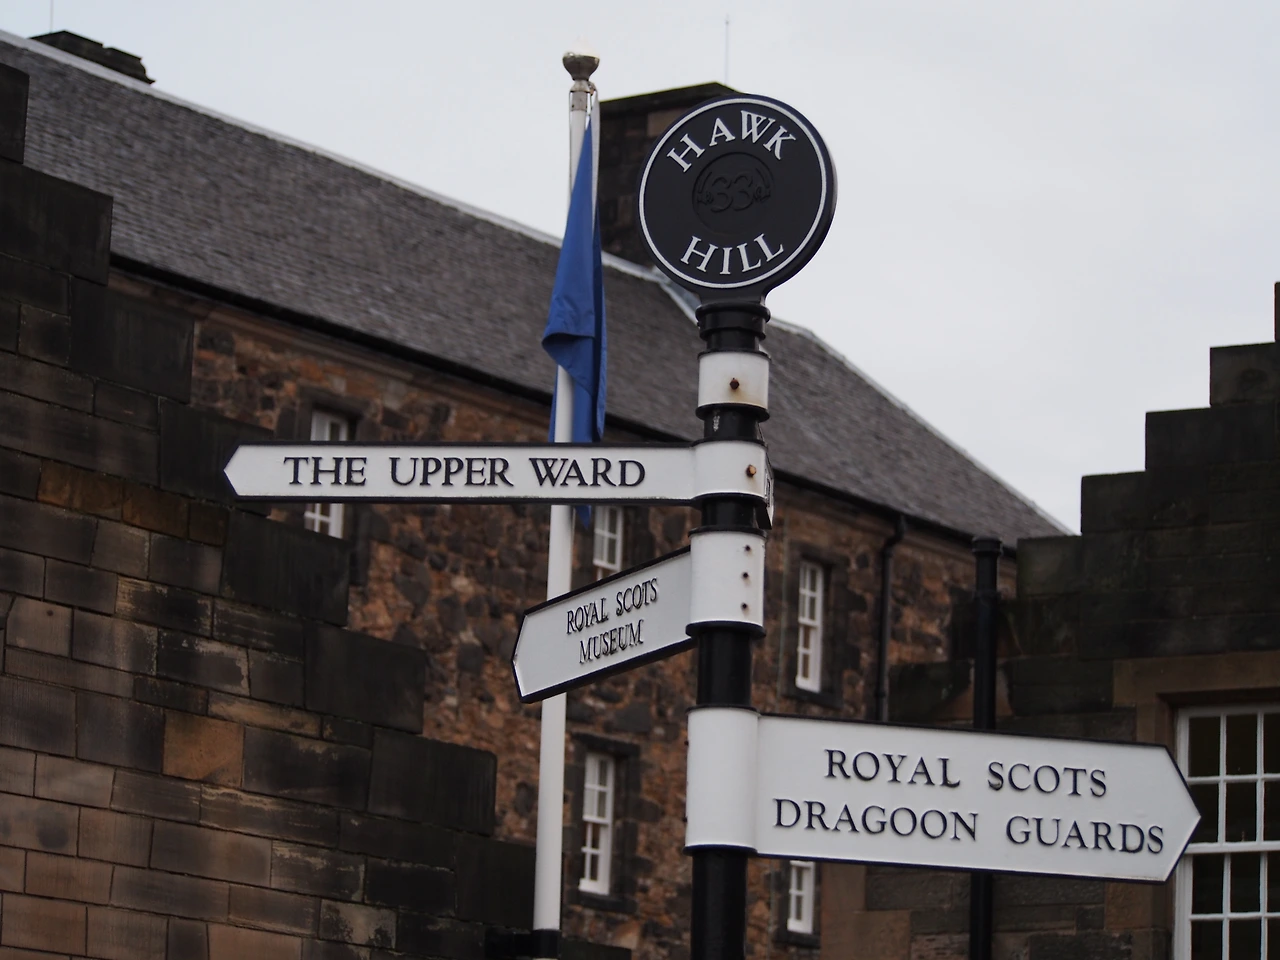 HAWK
33
HILL
THE UPPER WARD
ROYAL SCOTS
MUSEUM
ROYAL SCOTS
DRAGOON GUARDS